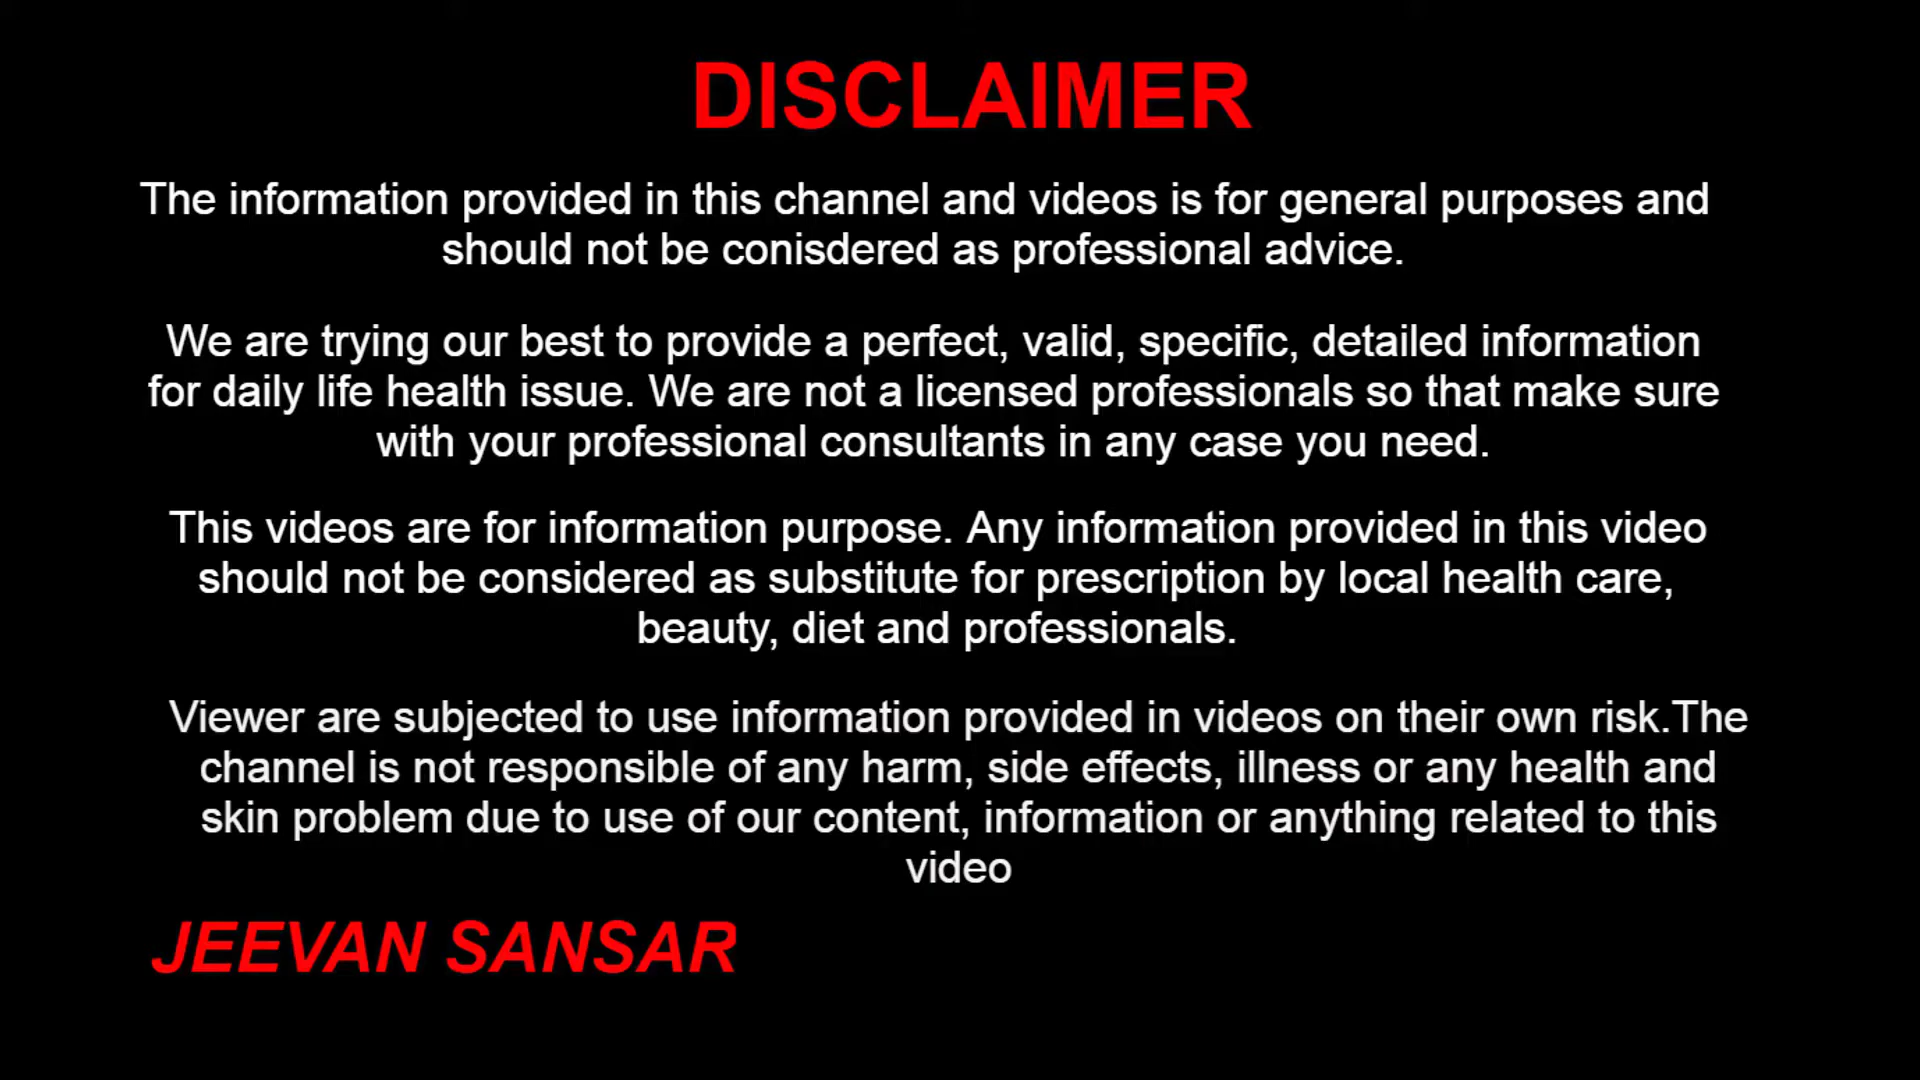 DISCLAIMER
The information provided in this channel and videos is for general purposes and
should not be conisdered as professional advice.
We are trying our best to provide a perfect, valid, specific, detailed information
for daily life health issue. We are not a licensed professionals so that make sure
with your professional consultants in any case you need.
This videos are for information purpose. Any information provided in this video
should not be considered as substitute for prescription by local health care,
beauty, diet and professionals.
Viewer are subjected to use information provided in videos on their own risk.The
channel is not responsible of any harm, side effects, illness or any health and
skin problem due to use of our content, information or anything related to this
video
JEEVAN SANSAR